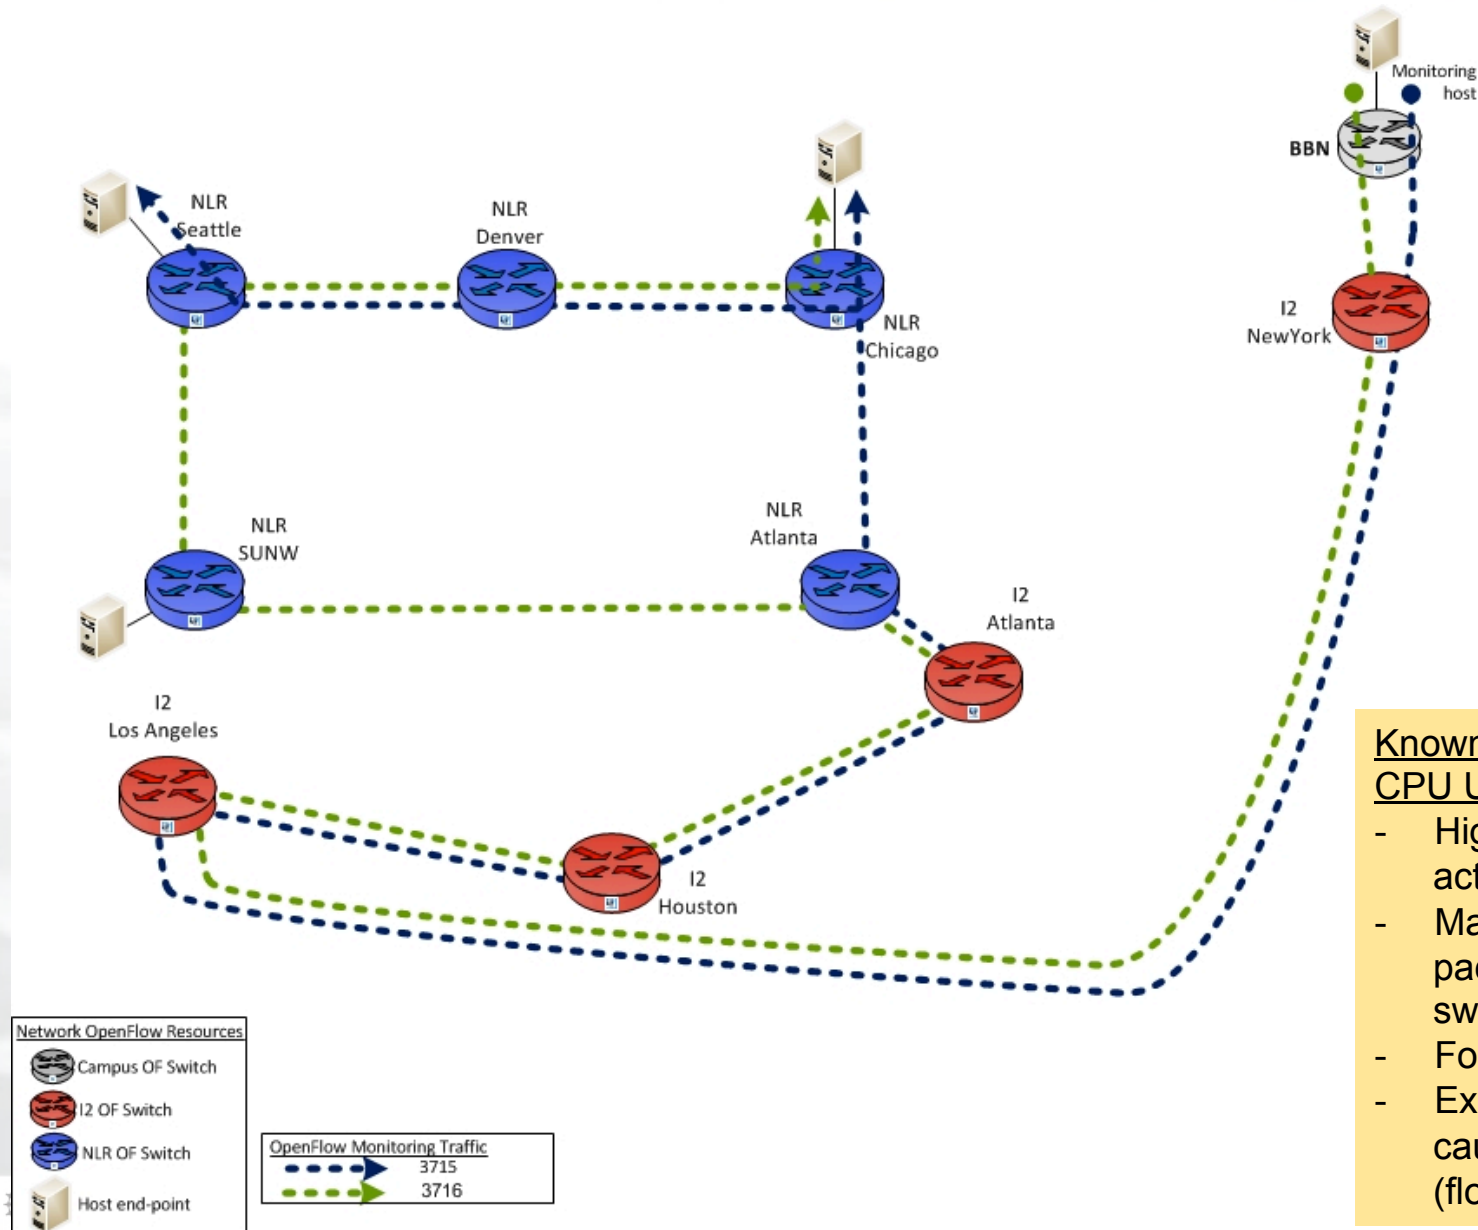 Monitoring
host
BBN
NLR
Seattle
NLR
Denver
NLR
Chicago
I2
NewYork
NLR
SUNW
NLR
Atlanta
I2
Atlanta
I2
Los Angeles
I2
Houston
CPU
-
-
-
-
Network OpenFlow Resources
Campus OF Switch
I2 OF Switch
NLR OF Switch
Host end-point
OpenFlow Monitoring Traffic
3715
3716